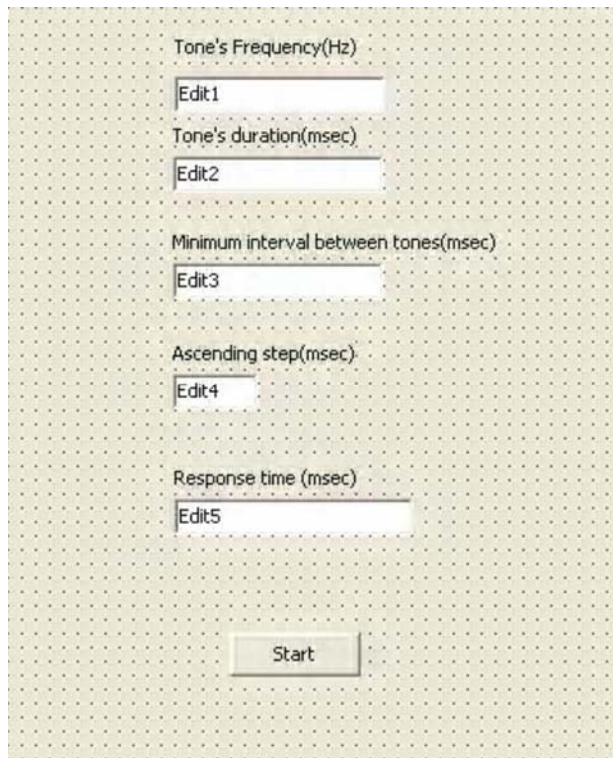 Tone's Frequency(Hz)
Edit1
Tone's duration(msec)
Edit2
Minimum interval between tones(msec)
Edit3
Ascending step(msec)
Edit4
Response time (msec)
Edit5
Start